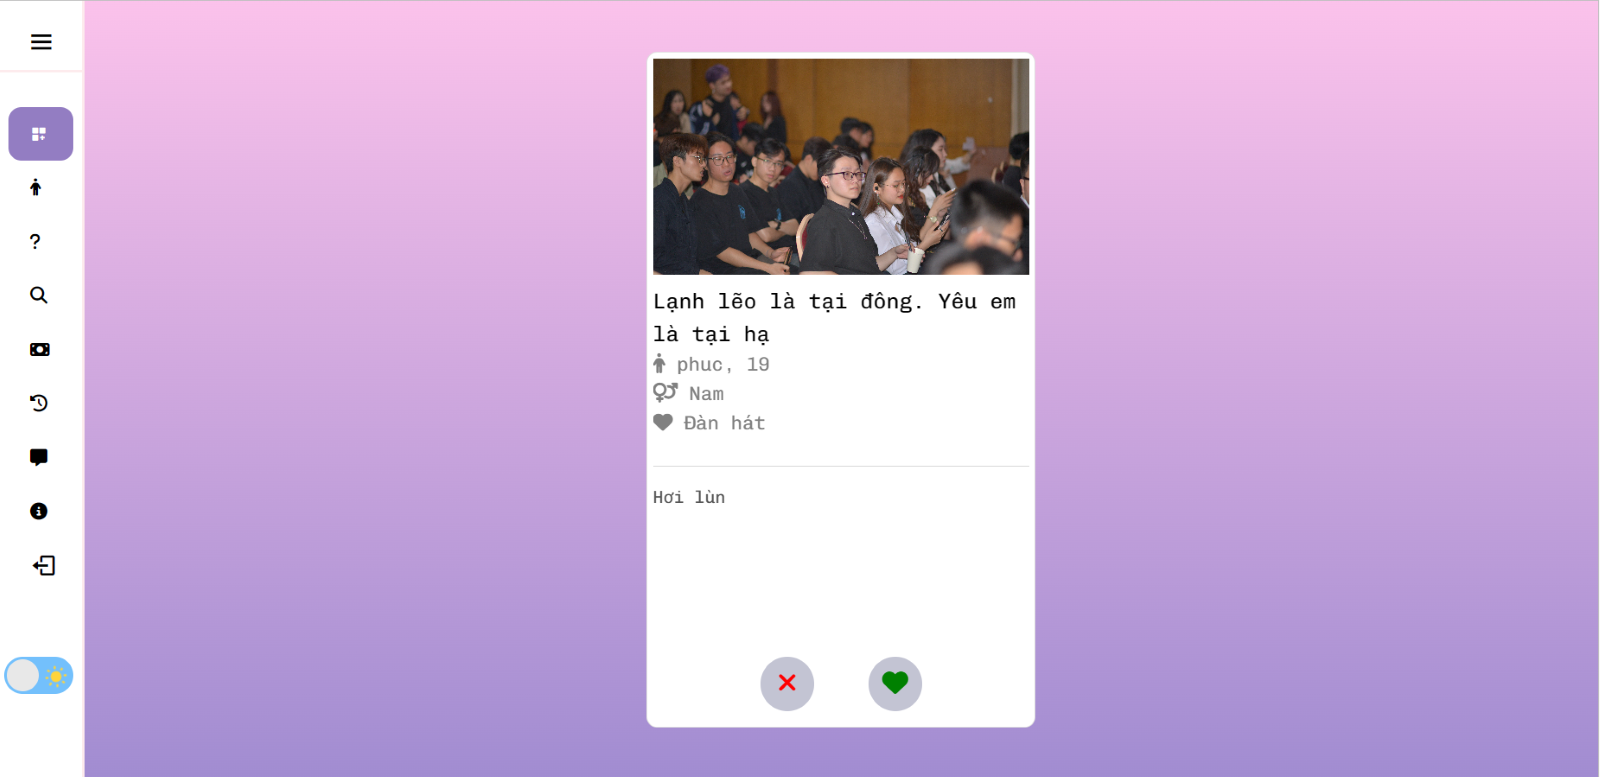 ?
Lạnh lẽo là tại đông. Yêu em
là tại hạ
phuc, 19
Nam
Đàn hát
Hơi lùn